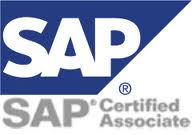 SAP
®
SAP® Certified
Associate